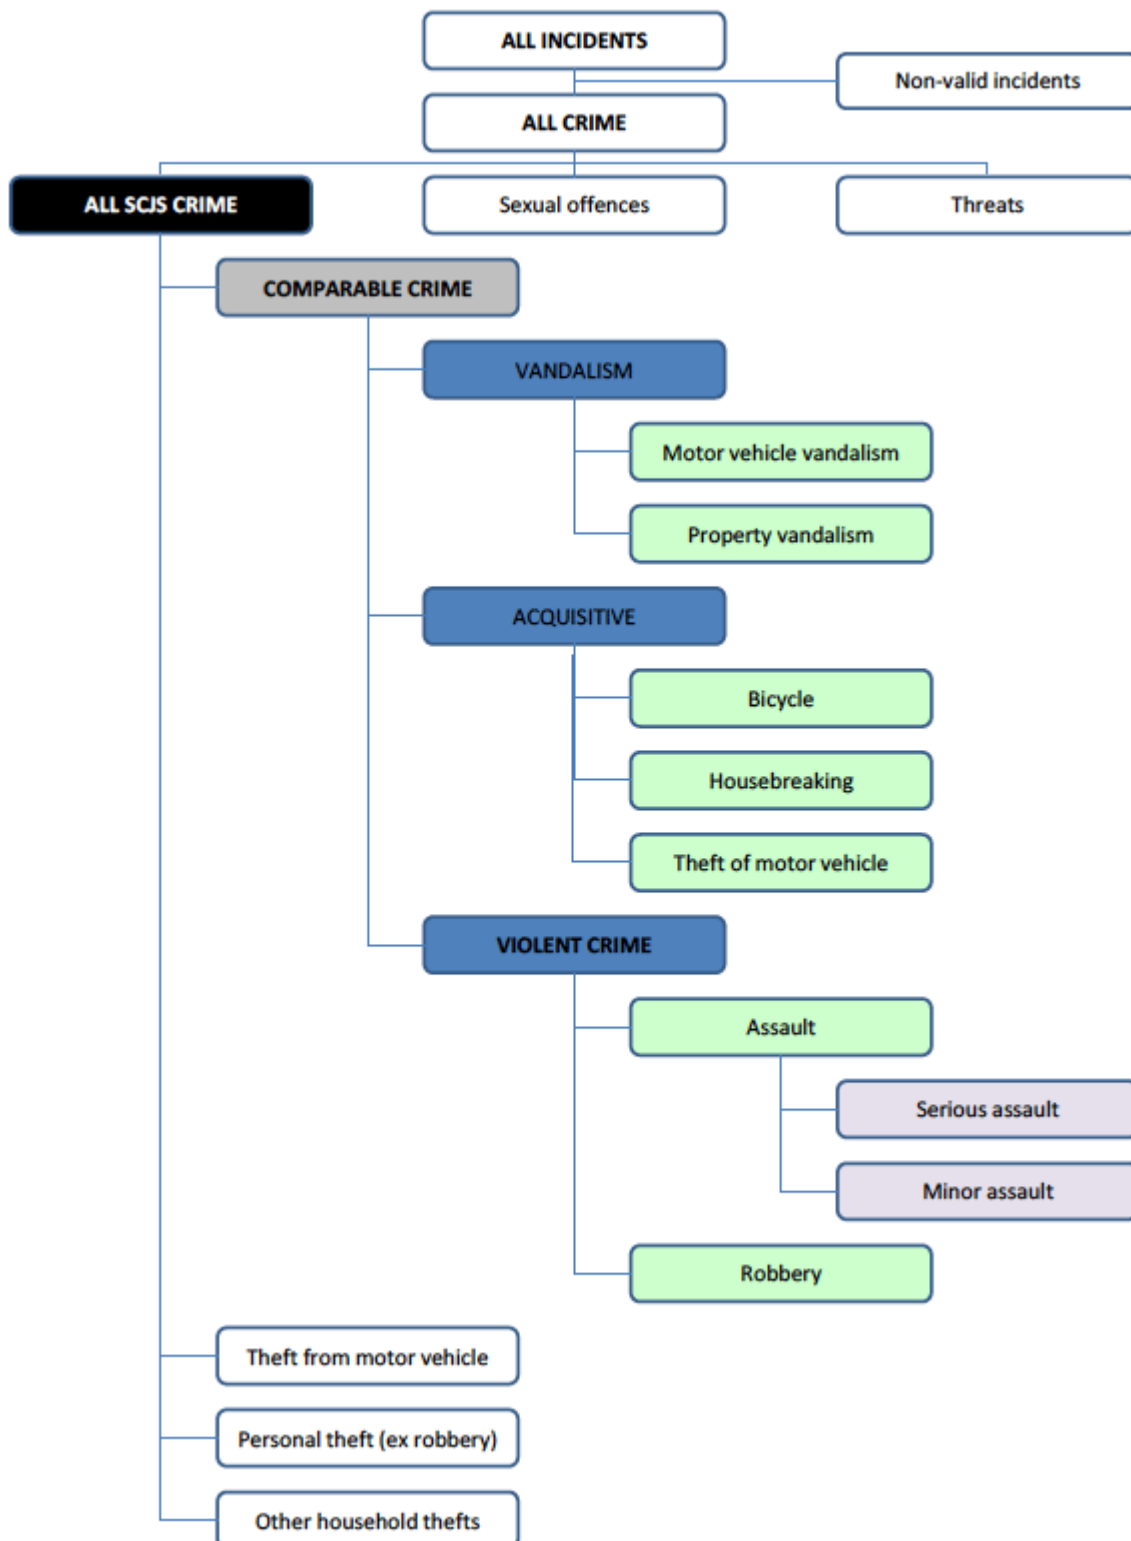 ALL INCIDENTS
Non-valid incidents
ALL CRIME
ALL SCJS CRIME
Sexual offences
Threats
COMPARABLE CRIME
VANDALISM
Motor vehicle vandalism
Property vandalism
ACQUISITIVE
Bicycle
Housebreaking
Theft of motor vehicle
VIOLENT CRIME
Assault
Serious assault
Minor assault
Robbery
Theft from motor vehicle
Personal theft (ex robbery)
Other household thefts